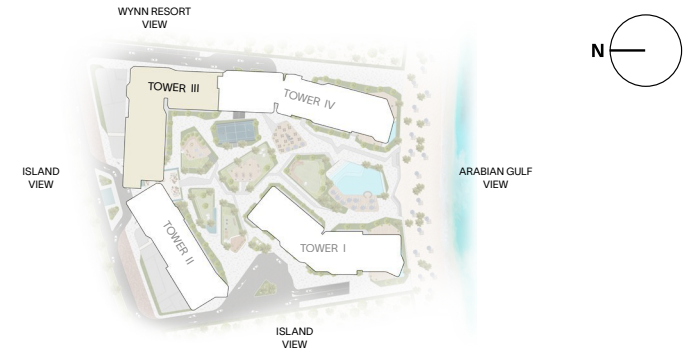 WYNN RESORT
VIEW
N
TOWER III
TOWER IV
ISLAND
VIEW
ARABIAN GULF
VIEW
TOWER II
TOWER I
ISLAND
VIEW